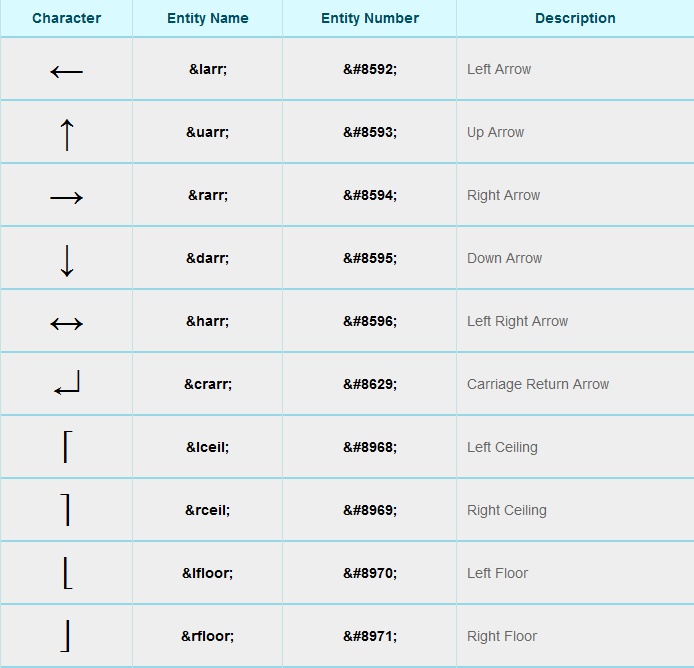 Character Entity Name Entity Number Description
← &larr; &#8592; Left Arrow
↑ &uarr; &#8593; Up Arrow
→ &rarr; &#8594; Right Arrow
↓ &darr; &#8595; Down Arrow
↔ &harr; &#8596; Left Right Arrow
↵ &crarr; &#8629; Carriage Return Arrow
⌈ &lceil; &#8968; Left Ceiling
⌉ &rceil; &#8969; Right Ceiling
⌊ &lfloor; &#8970; Left Floor
⌋ &rfloor; &#8971; Right Floor